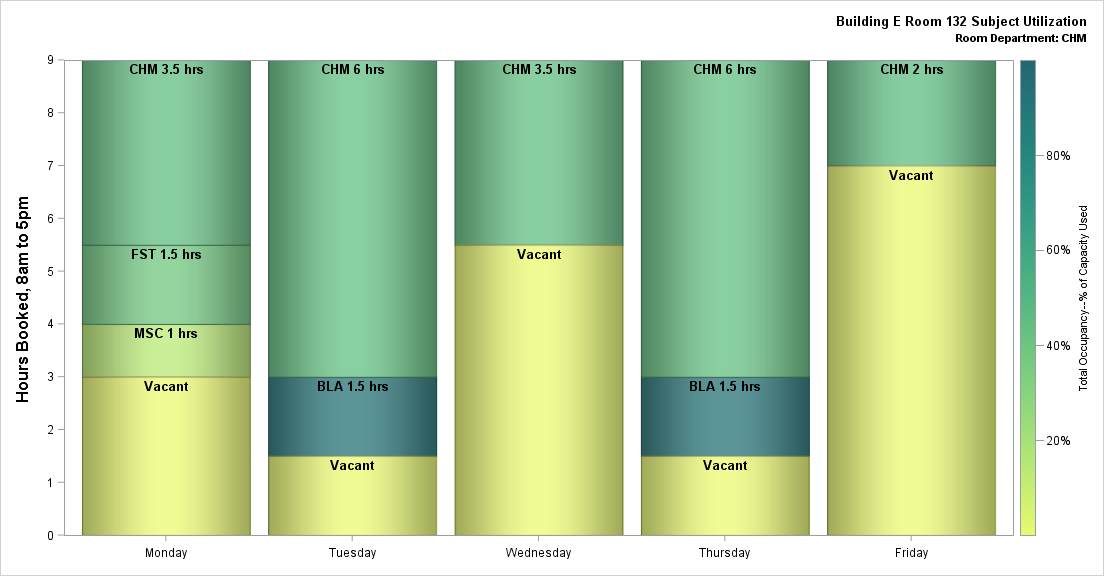 Building E Room 132 Subject Utilization
Room Department: CHM
Hours Booked, 8am to 5pm
9
8
7
6
5
4
3
2
1
0
CHM 3.5 hrs
FST 1.5 hrs
MSC 1 hrs
Vacant
CHM 6 hrs
BLA 1.5 hrs
Vacant
CHM 3.5 hrs
Vacant
CHM 6 hrs
BLA 1.5 hrs
Vacant
CHM 2 hrs
Vacant
Monday
Tuesday
Wednesday
Thursday
Friday
80%
60%
40%
20%
Total Occupancy--% of Capacity Used